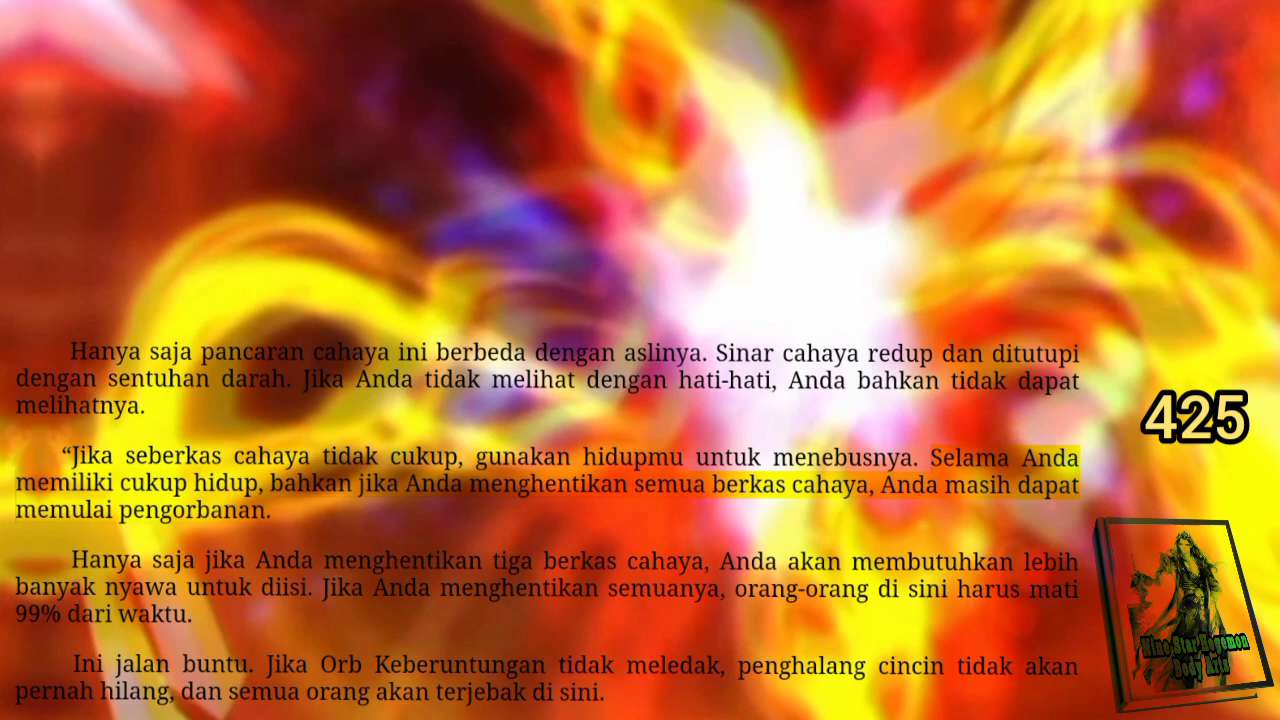 Hanya saja pancaran cahaya ini berbeda dengan aslinya. Sinar cahaya redup dan ditutupi
dengan sentuhan darah. Jika Anda tidak melihat dengan hati-hati, Anda bahkan tidak dapat
melihatnya.
“Jika seberkas cahaya tidak cukup, gunakan hidupmu untuk menebusnya. Selama Anda
memiliki cukup hidup, bahkan jika Anda menghentikan semua berkas cahaya, Anda masih dapat
memulai pengorbanan.
Hanya saja jika Anda menghentikan tiga berkas cahaya, Anda akan membutuhkan lebih
banyak nyawa untuk diisi. Jika Anda menghentikan semuanya, orang-orang di sini harus mati
99% dari waktu.
Ini jalan buntu. Jika Orb Keberuntungan tidak meledak, penghalang cincin tidak akan
pernah hilang, dan semua orang akan terjebak di sini.
425
Nine Star Hegemon
Body Arts